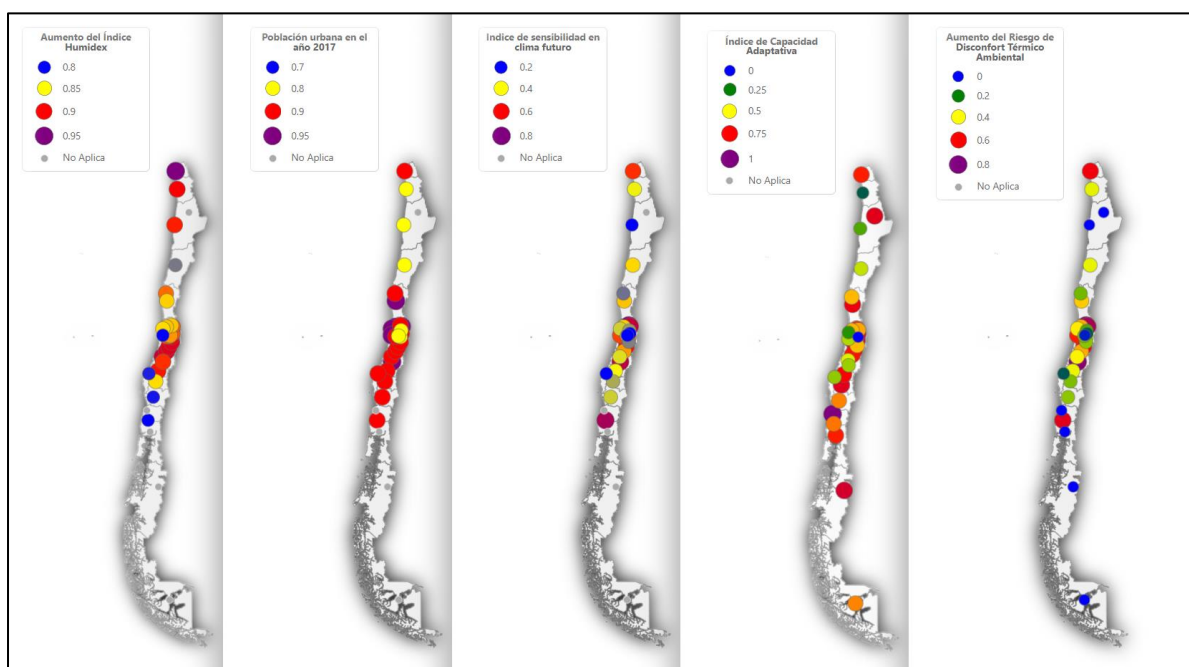 Aumento del Índice
Humidex
0.8
0.85
0.9
0.95
No Aplica
Población urbana en el
año 2017
0.7
0.8
0.9
0.95
No Aplica
Indice de sensibilidad en
clima futuro
0.2
0.4
0.6
0.8
No Aplica
Índice de Capacidad
Adaptativa
0
0.25
0.5
0.75
1
No Aplica
Aumento del Riesgo de
Disconfort Térmico
Ambiental
0
0.2
0.4
0.6
0.8
No Aplica